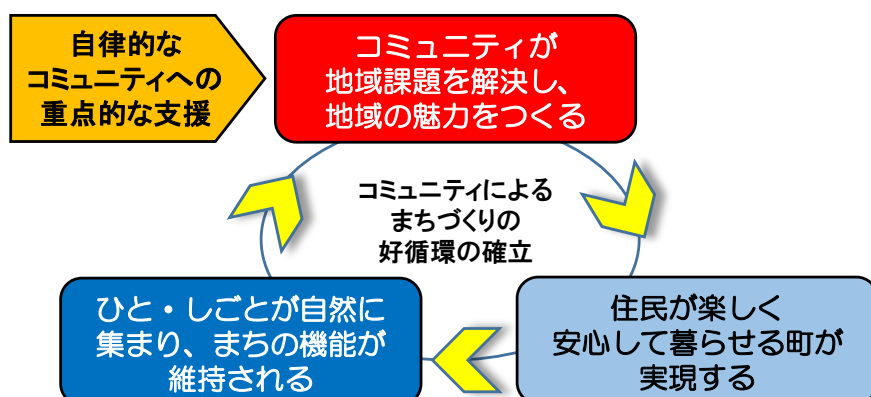 自律的な
コミュニティへの
重点的な支援
コミュニティが
地域課題を解決し、
地域の魅力をつくる
コミュニティによる
まちづくりの
好循環の確立
ひと・しごとが自然に
集まり、まちの機能が
維持される
住民が楽しく
安心して暮らせる町が
実現する